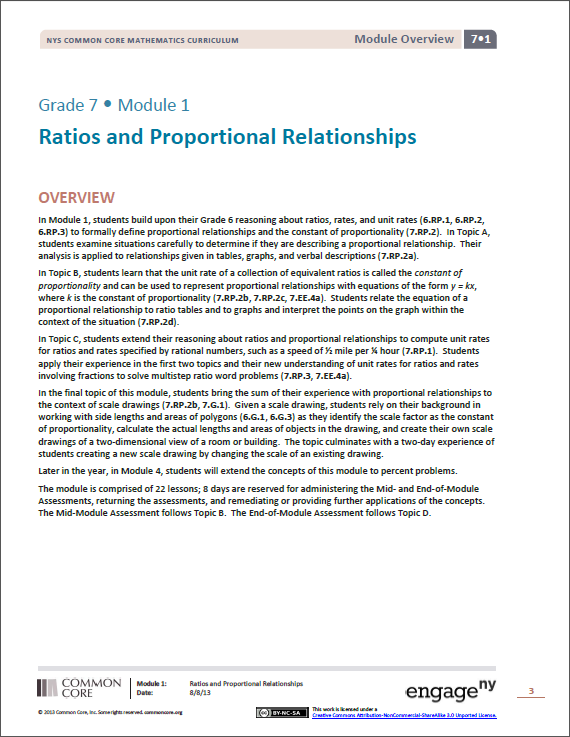 NYS COMMON CORE MATHEMATICS CURRICULUM
Module Overview
7•1
Grade 7 • Module 1
Ratios and Proportional Relationships
OVERVIEW
In Module 1, students build upon their Grade 6 reasoning about ratios, rates, and unit rates (6.RP.1, 6.RP.2,
6.RP.3) to formally define proportional relationships and the constant of proportionality (7.RP.2). In Topic A,
students examine situations carefully to determine if they are describing a proportional relationship. Their
analysis is applied to relationships given in tables, graphs, and verbal descriptions (7.RP.2a).
In Topic B, students learn that the unit rate of a collection of equivalent ratios is called the constant of
proportionality and can be used to represent proportional relationships with equations of the form y = kx,
where k is the constant of proportionality (7.RP.2b, 7.RP.2c, 7.EE.4a). Students relate the equation of a
proportional relationship to ratio tables and to graphs and interpret the points on the graph within the
context of the situation (7.RP.2d).
In Topic C, students extend their reasoning about ratios and proportional relationships to compute unit rates
for ratios and rates specified by rational numbers, such as a speed of ½ mile per ¼ hour (7.RP.1). Students
apply their experience in the first two topics and their new understanding of unit rates for ratios and rates
involving fractions to solve multistep ratio word problems (7.RP.3, 7.EE.4a).
In the final topic of this module, students bring the sum of their experience with proportional relationships to
the context of scale drawings (7.RP.2b, 7.G.1). Given a scale drawing, students rely on their background in
working with side lengths and areas of polygons (6.G.1, 6.G.3) as they identify the scale factor as the constant
of proportionality, calculate the actual lengths and areas of objects in the drawing, and create their own scale
drawings of a two-dimensional view of a room or building. The topic culminates with a two-day experience of
students creating a new scale drawing by changing the scale of an existing drawing.
Later in the year, in Module 4, students will extend the concepts of this module to percent problems.
The module is comprised of 22 lessons; 8 days are reserved for administering the Mid- and End-of-Module
Assessments, returning the assessments, and remediating or providing further applications of the concepts.
The Mid-Module Assessment follows Topic B. The End-of-Module Assessment follows Topic D.
COMMON
CORE
Module 1: Ratios and Proportional Relationships
Date: 8/8/13
engageny
3
© 2013 Common Core, Inc. Some rights reserved. commoncore.org
CC BY-NC-SA
This work is licensed under a
Creative Commons Attribution-NonCommercial-ShareAlike 3.0 Unported License.